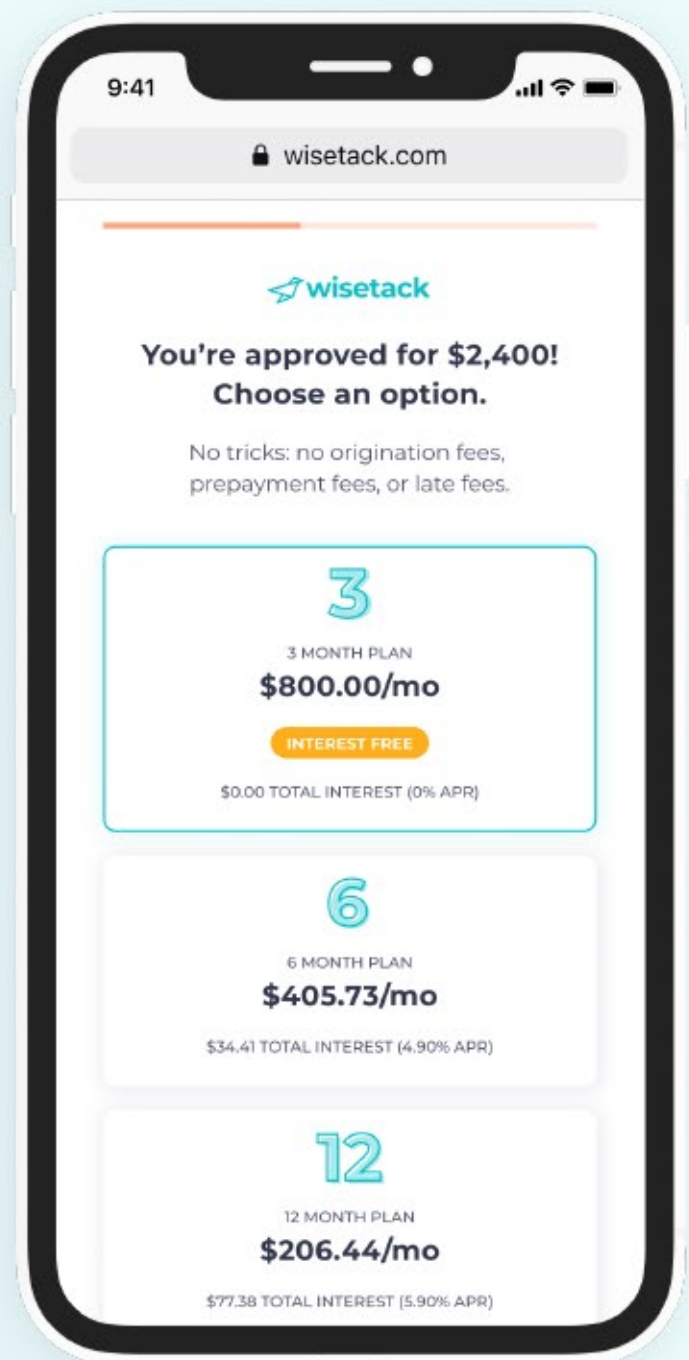 9:41
wisetack.com
wisetack
You're approved for $2,400!
Choose an option.
No tricks: no origination fees,
prepayment fees, or late fees.
3
3 MONTH PLAN
$800.00/mo
INTEREST FREE
$0.00 TOTAL INTEREST (0% APR)
6
6 MONTH PLAN
$405.73/mo
$34.41 TOTAL INTEREST (4.90% APR)
12
12 MONTH PLAN
$206.44/mo
$77.38 TOTAL INTEREST (5.90% APR)